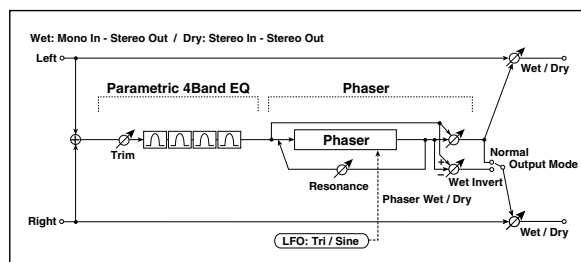 Wet: Mono In - Stereo Out / Dry: Stereo In - Stereo Out
Left
Wet / Dry
Parametric 4Band EQ
Phaser
Phaser
Trim
Normal
Output Mode
+
−
Resonance
Wet Invert
Phaser Wet / Dry
Right
Wet / Dry
LFO: Tri / Sine